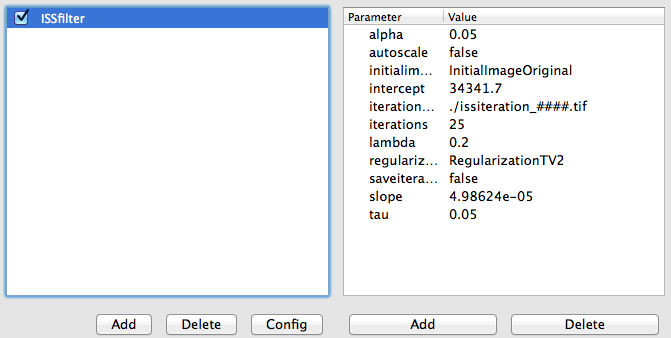 ISSfilter
Parameter Value
alpha 0.05
autoscale false
initialim... InitialImageOriginal
intercept 34341.7
iteration... ./issiteration_####.tif
iterations 25
lambda 0.2
regulariz... RegularizationTV2
saveitera... false
slope 4.98624e-05
tau 0.05
Add Delete Config Add Delete